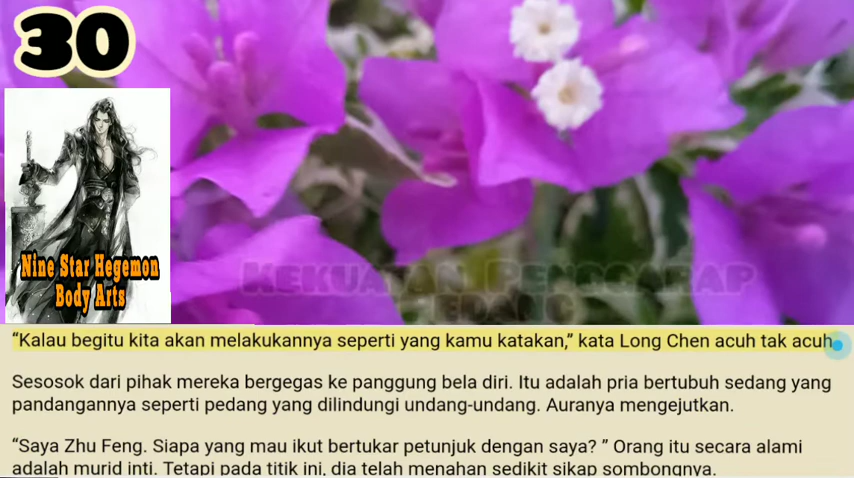 30
Nine Star Hegemon
Body Arts
KEKUATAN PENGGARAP
“Kalau begitu kita akan melakukannya seperti yang kamu katakan,” kata Long Chen acuh tak acuh.
Sesosok dari pihak mereka bergegas ke panggung bela diri. Itu adalah pria bertubuh sedang yang
pandangannya seperti pedang yang dilindungi undang-undang. Auranya mengejutkan.
“Saya Zhu Feng. Siapa yang mau ikut bertukar petunjuk dengan saya? ” Orang itu secara alami
adalah murid inti. Tetapi pada titik ini, dia telah menahan sedikit sikap sombongnya.